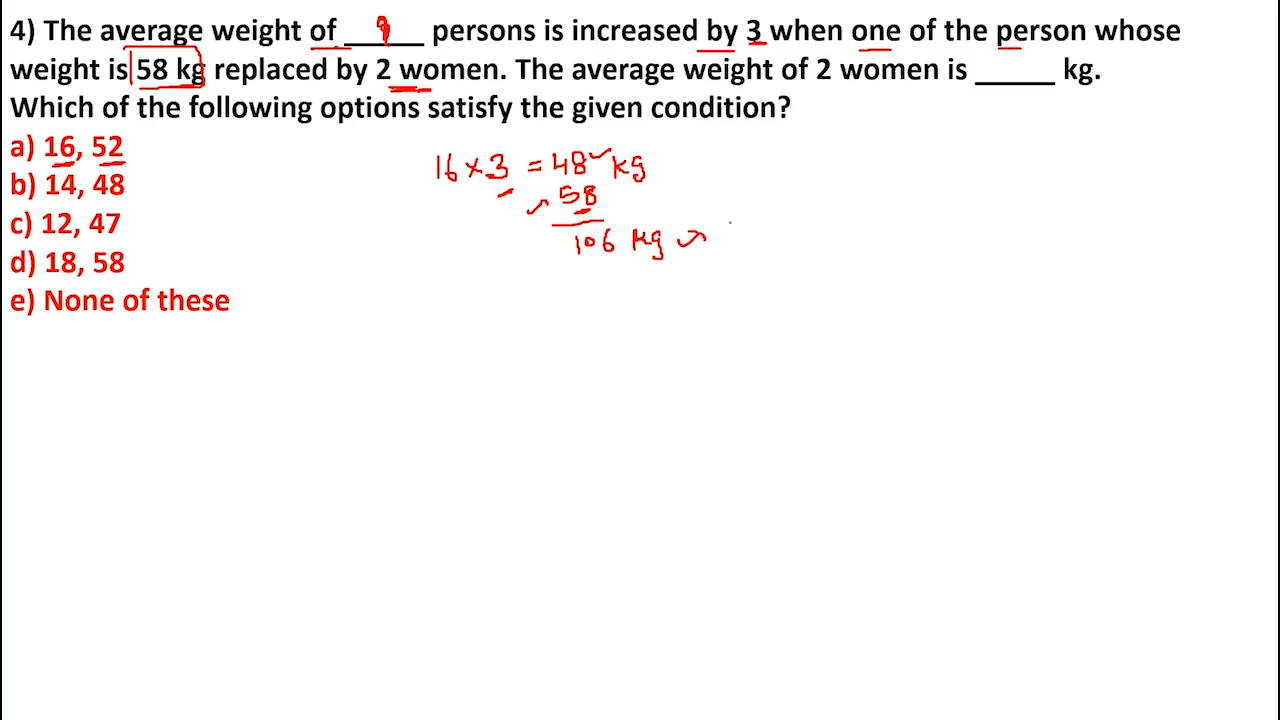 4) The average weight of _____ persons is increased by 3 when one of the person whose
weight is 58 kg replaced by 2 women. The average weight of 2 women is _____ kg.
Which of the following options satisfy the given condition?
a) 16, 52
b) 14, 48
c) 12, 47
d) 18, 58
e) None of these
16 × 3 = 48 kg
58
106 kg